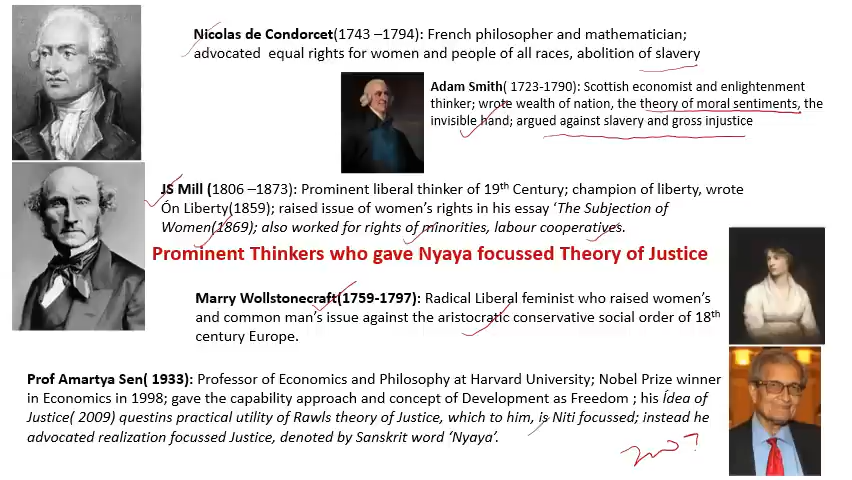 Nicolas de Condorcet(1743 –1794): French philosopher and mathematician;
advocated  equal rights for women and people of all races, abolition of slavery
Adam Smith( 1723-1790): Scottish economist and enlightenment
thinker; wrote wealth of nation, the theory of moral sentiments, the
invisible hand; argued against slavery and gross injustice
JS Mill (1806 –1873): Prominent liberal thinker of 19th Century; champion of liberty, wrote
Ón Liberty(1859); raised issue of women's rights in his essay 'The Subjection of
Women(1869); also worked for rights of minorities, labour cooperatives.
Prominent Thinkers who gave Nyaya focussed Theory of Justice
Marry Wollstonecraft(1759-1797): Radical Liberal feminist who raised women's
and common man's issue against the aristocratic conservative social order of 18th
century Europe.
Prof Amartya Sen( 1933): Professor of Economics and Philosophy at Harvard University; Nobel Prize winner
in Economics in 1998; gave the capability approach and concept of Development as Freedom ; his Ídea of
Justice( 2009) questins practical utility of Rawls theory of Justice, which to him, is Niti focussed; instead he
advocated realization focussed Justice, denoted by Sanskrit word 'Nyaya'.